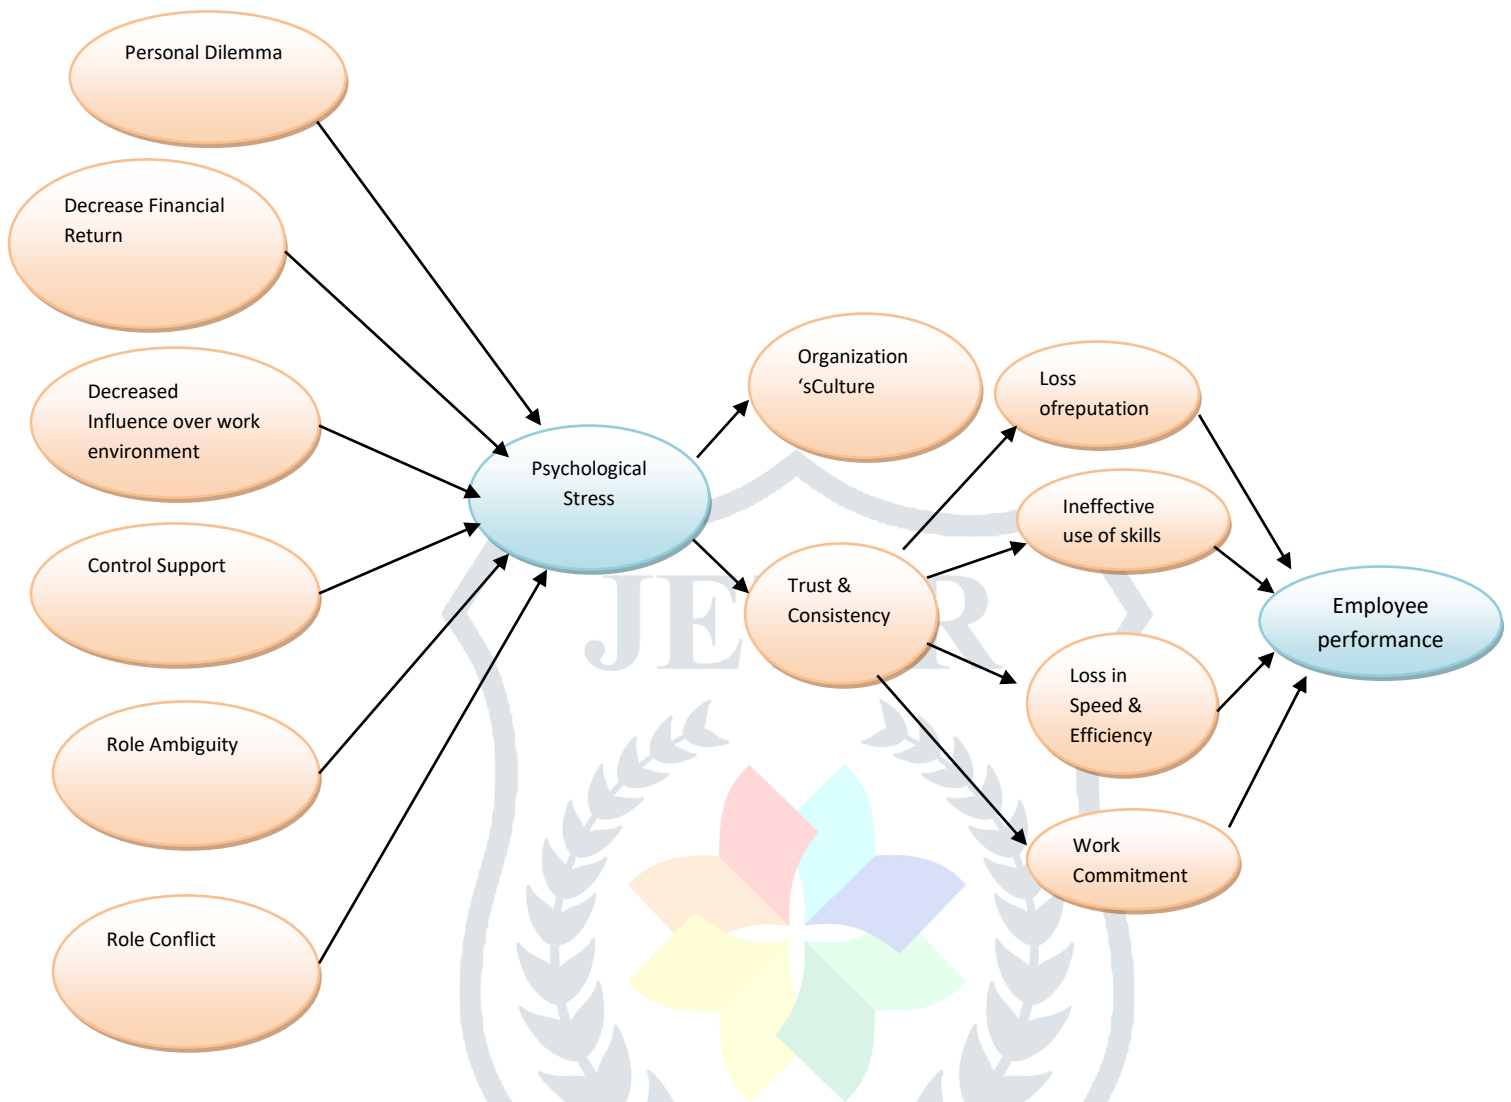 Personal Dilemma
Decrease Financial
Return
Decreased
Influence over work
environment
Control Support
Role Ambiguity
Role Conflict
Psychological
Stress
Organization
‘sCulture
Trust &
Consistency
Loss
ofreputation
Ineffective
use of skills
Loss in
Speed &
Efficiency
Work
Commitment
Employee
performance